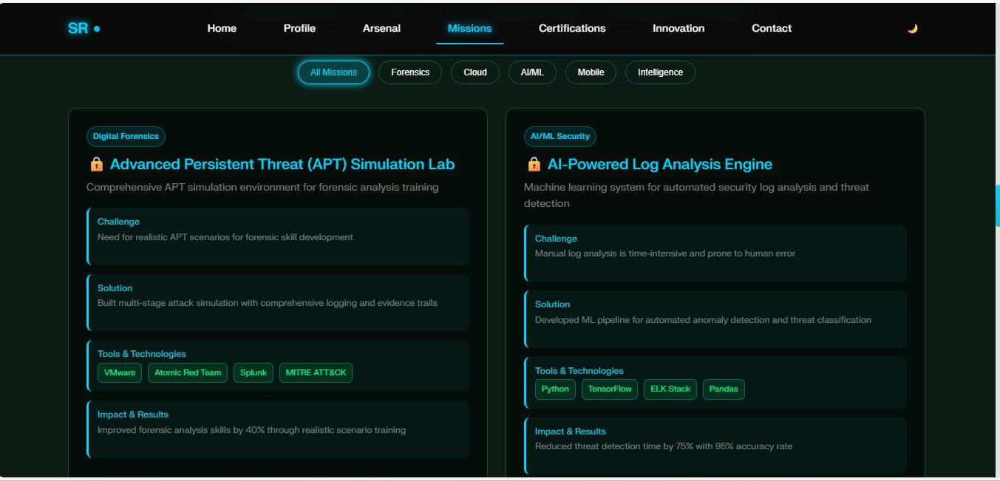 SR
Home Profile Arsenal Missions Certifications Innovation Contact
All Missions Forensics Cloud AI/ML Mobile Intelligence
Digital Forensics
Advanced Persistent Threat (APT) Simulation Lab
Comprehensive APT simulation environment for forensic analysis training
Challenge
Need for realistic APT scenarios for forensic skill development
Solution
Built multi-stage attack simulation with comprehensive logging and evidence trails
Tools & Technologies
VMware Atomic Red Team Splunk MITRE ATT&CK
Impact & Results
Improved forensic analysis skills by 40% through realistic scenario training
AI/ML Security
AI-Powered Log Analysis Engine
Machine learning system for automated security log analysis and threat
detection
Challenge
Manual log analysis is time-intensive and prone to human error
Solution
Developed ML pipeline for automated anomaly detection and threat classification
Tools & Technologies
Python TensorFlow ELK Stack Pandas
Impact & Results
Reduced threat detection time by 75% with 95% accuracy rate